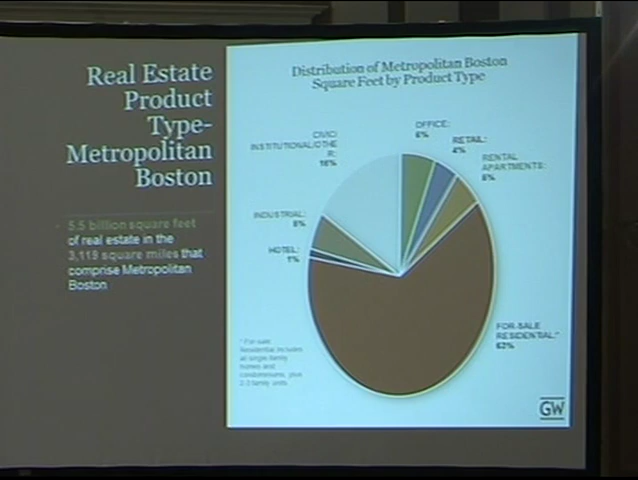 Real Estate
Product
Type-
Metropolitan
Boston
5.5 billion square feet
of real estate in the
3,119 square miles that
comprise Metropolitan
Boston
Distribution of Metropolitan Boston
Square Feet by Product Type
CIVIC/
INSTITUTIONAL/OTHE
R:
16%
OFFICE:
6%
RETAIL:
4%
RENTAL
APARTMENTS:
INDUSTRIAL:
HOTEL:
1%
FOR-SALE
RESIDENTIAL:*
* For-sale
Residential includes
all single family
homes and
condominiums, plus
2-3 family units
GW